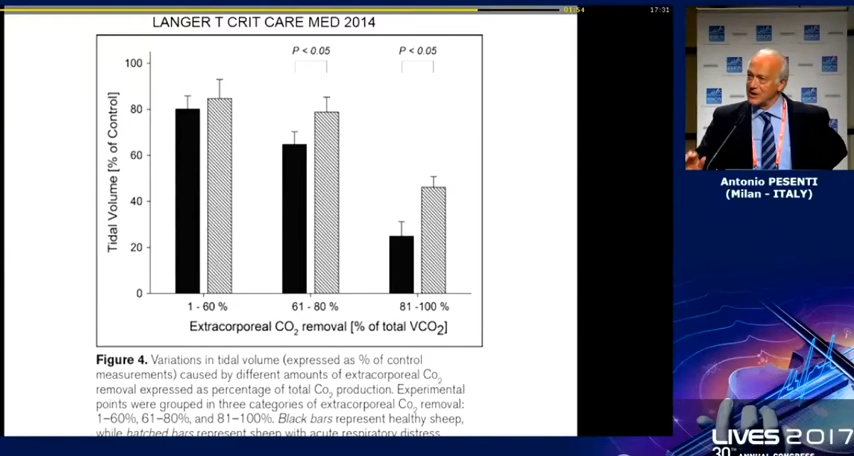 01:54
17:31
LANGER T CRIT CARE MED 2014
P < 0.05
P < 0.05
Tidal Volume [% of Control]
100
80
60
40
20
0
1 - 60 %
61 - 80 %
81 -100 %
Extracorporeal CO2 removal [% of total VCO2]
Figure 4. Variations in tidal volume (expressed as % of control
measurements) caused by different amounts of extracorporeal Co2
removal expressed as percentage of total Co2 production. Experimental
points were grouped in three categories of extracorporeal Co2 removal:
1–60%, 61–80%, and 81–100%. Black bars represent healthy sheep,
while hatched bars represent sheep with acute respiratory distress
Antonio PESENTI
(Milan - ITALY)
LIVES 2017
30TH ANNUAL CONGRESS